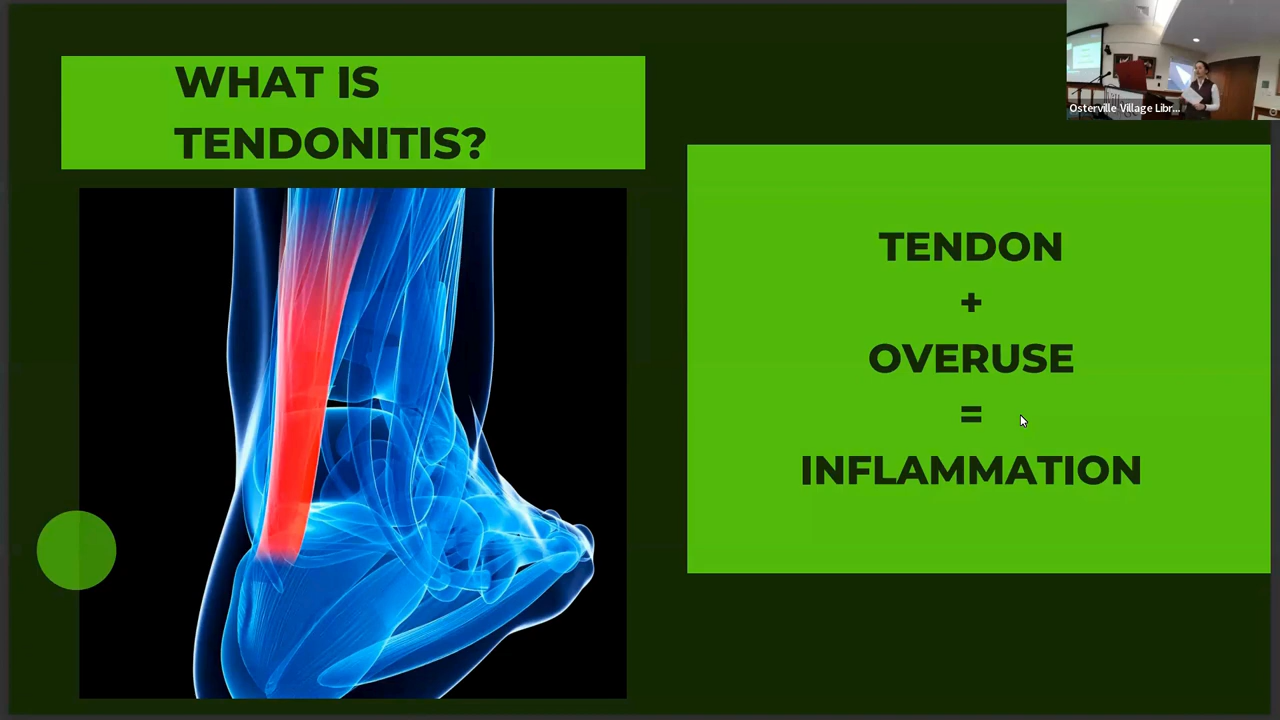 WHAT IS
TENDONITIS?
TENDON
+
OVERUSE
=
INFLAMMATION
Osterville Village Libr...